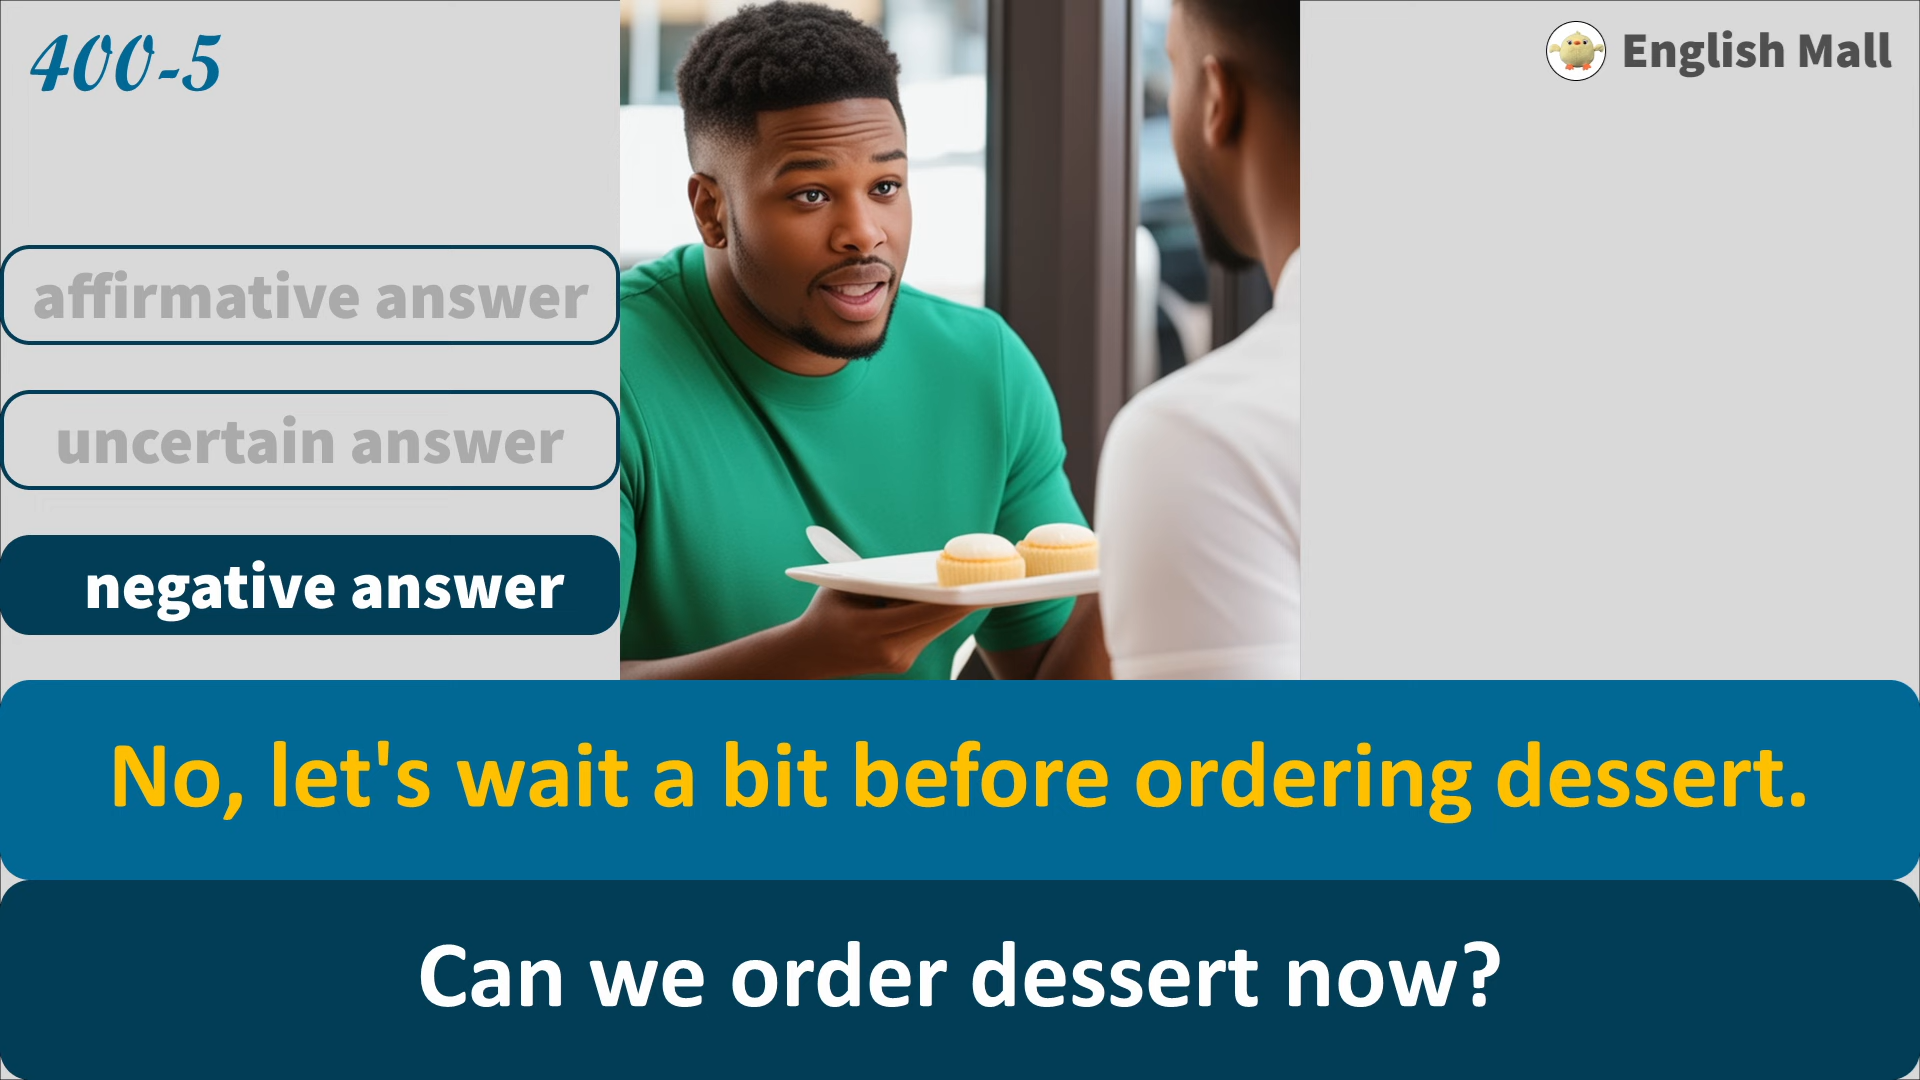 400-5
English Mall
affirmative answer
uncertain answer
negative answer
No, let's wait a bit before ordering dessert.
Can we order dessert now?